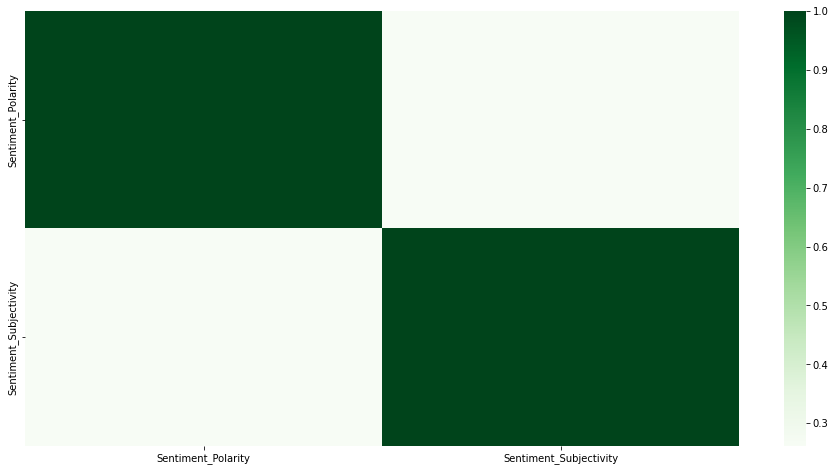 Sentiment_Polarity
Sentiment_Subjectivity
Sentiment_Polarity
Sentiment_Subjectivity
1.0
0.9
0.8
0.7
0.6
0.5
0.4
0.3